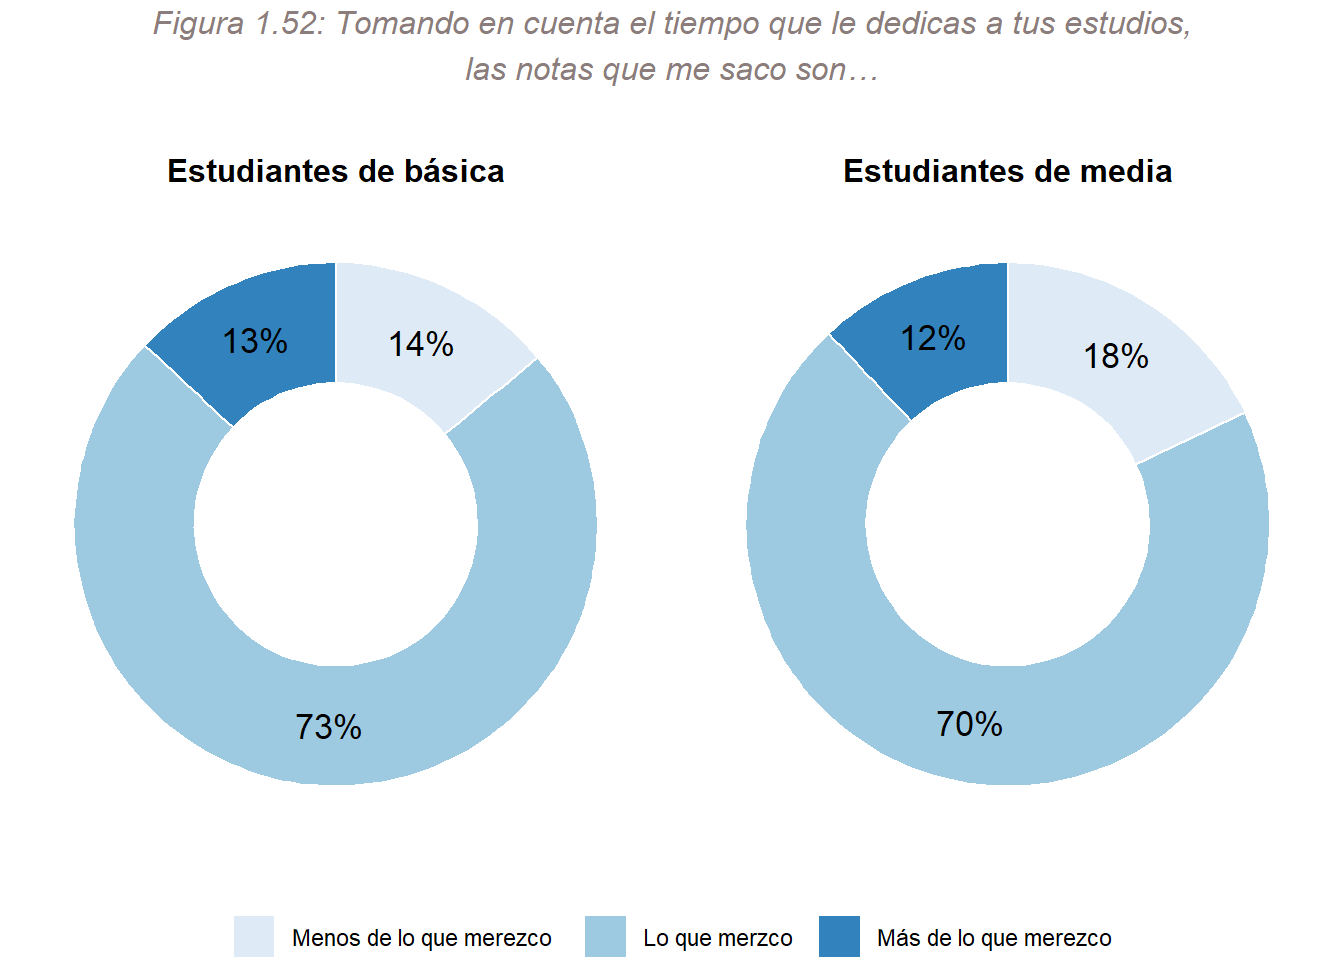 Figura 1.52: Tomando en cuenta el tiempo que le dedicas a tus estudios,
las notas que me saco son…
Estudiantes de básica
Estudiantes de media
13%
14%
73%
12%
18%
70%
Menos de lo que merezco
Lo que merzco
Más de lo que merezco